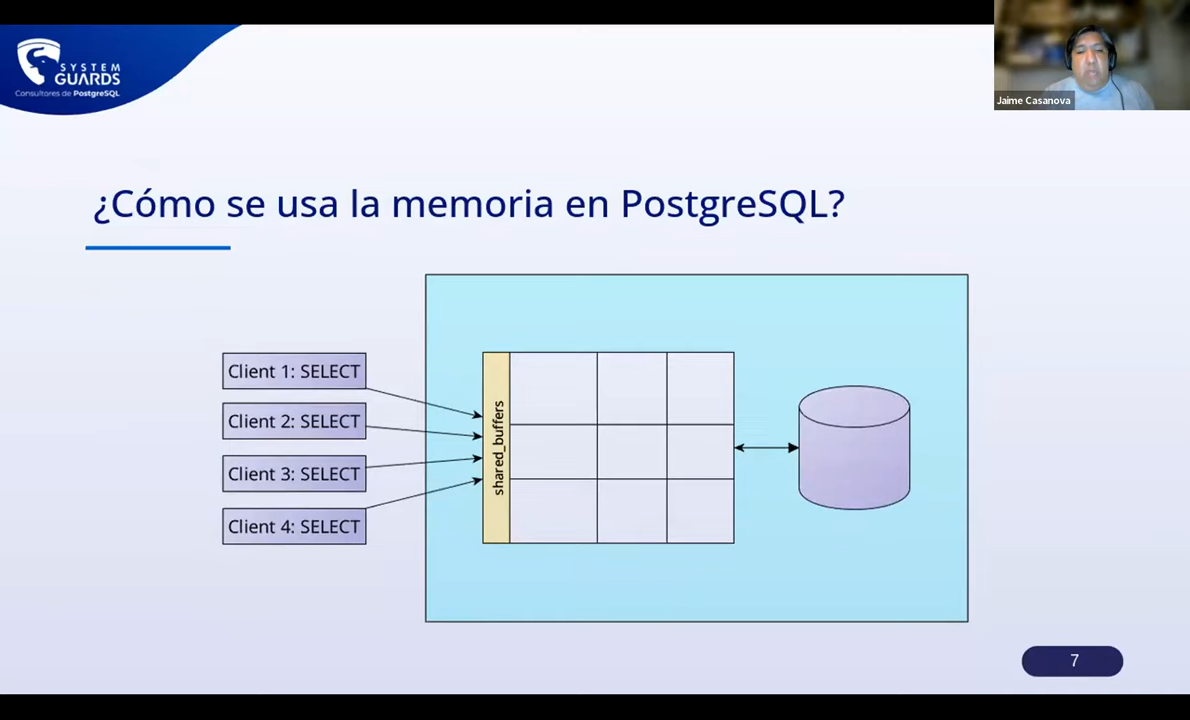 SYSTEM
GUARDS
Consultores de PostgreSQL
Jaime Casanova
¿Cómo se usa la memoria en PostgreSQL?
Client 1: SELECT
Client 2: SELECT
Client 3: SELECT
Client 4: SELECT
shared_buffers
7